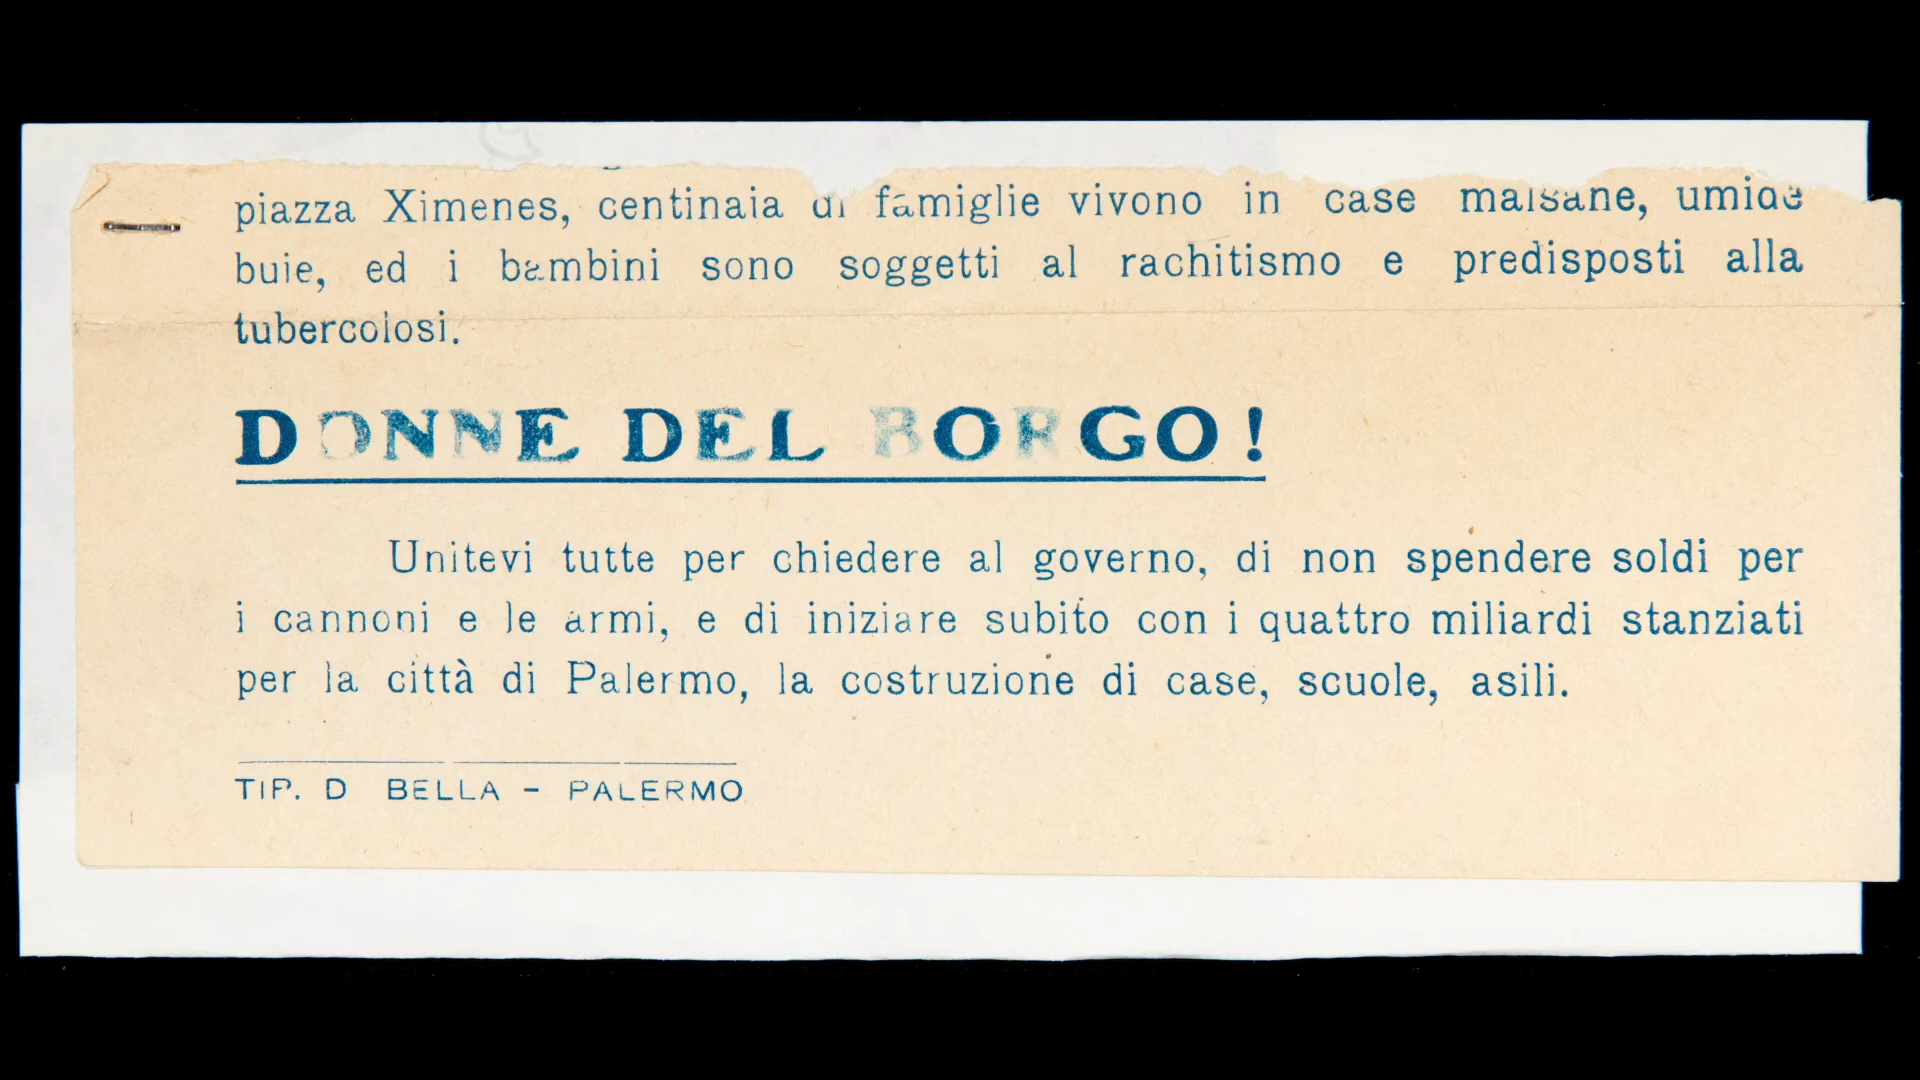 piazza Ximenes, centinaia di famiglie vivono in case malsane, umide
buie, ed i bambini sono soggetti al rachitismo e predisposti alla
tubercolosi.
DONNE DEL BORGO!
Unitevi tutte per chiedere al governo, di non spendere soldi per
i cannoni e le armi, e di iniziare subito con i quattro miliardi stanziati
per la città di Palermo, la costruzione di case, scuole, asili.
TIP. D BELLA - PALERMO